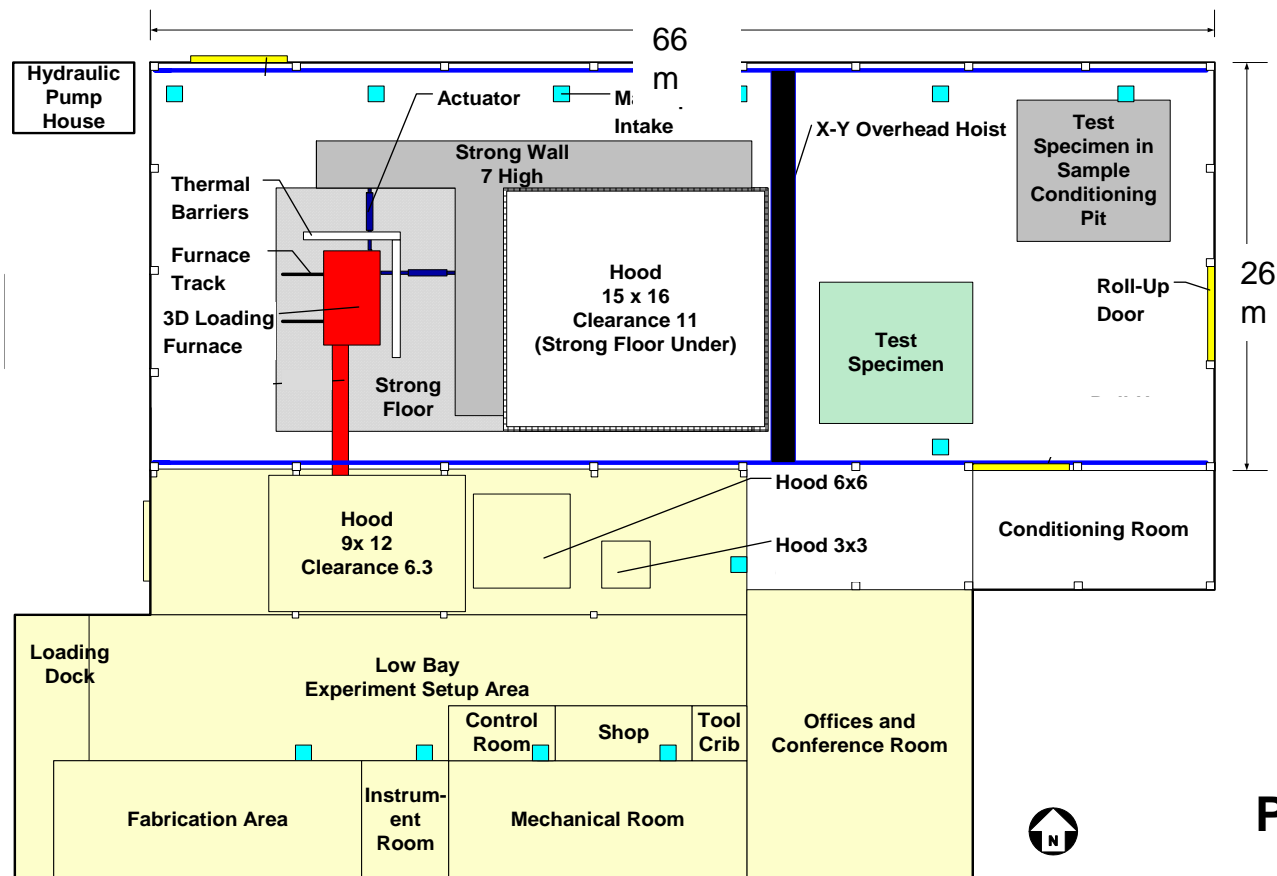 66
m
Hydraulic
Pump
House
Actuator
Intake
X-Y Overhead Hoist
Test
Specimen in
Sample
Conditioning
Pit
Strong Wall
7 High
Thermal
Barriers
Furnace
Track
3D Loading
Furnace
Hood
15 x 16
Clearance 11
(Strong Floor Under)
Roll-Up
Door
26
m
Test
Specimen
Strong
Floor
Hood
9x 12
Clearance 6.3
Hood 6x6
Hood 3x3
Conditioning Room
Loading
Dock
Low Bay
Experiment Setup Area
Control
Room
Shop
Tool
Crib
Offices and
Conference Room
Fabrication Area
Instrum-
ent
Room
Mechanical Room
N
P